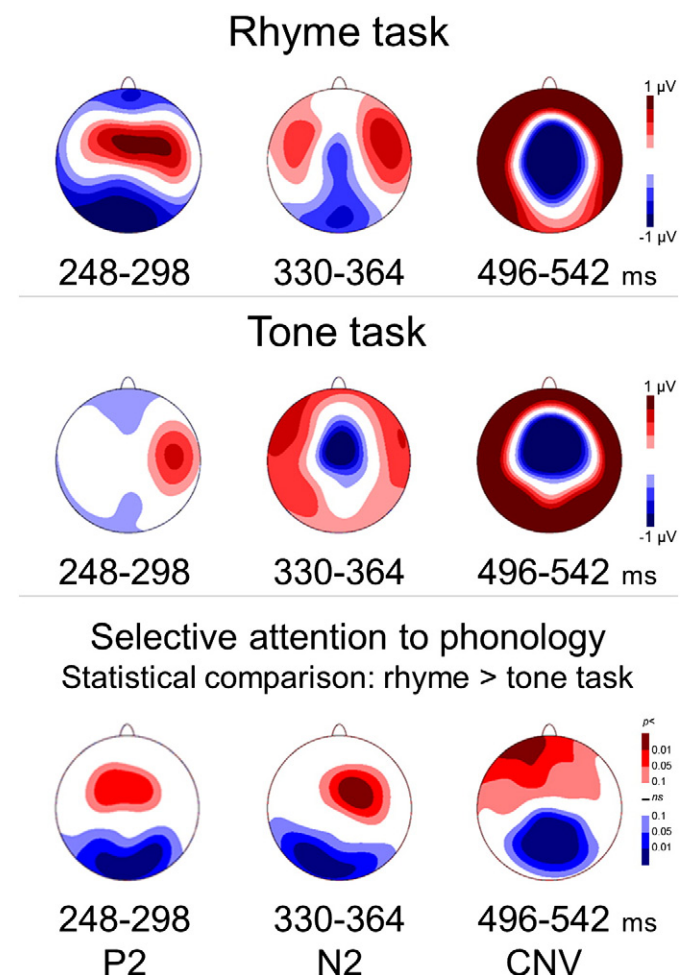 Rhyme task
1 µV
-1 µV
248-298 330-364 496-542 ms
Tone task
1 µV
-1 µV
248-298 330-364 496-542 ms
Selective attention to phonology
Statistical comparison: rhyme > tone task
p<
0.01
0.05
0.1
ns
0.1
0.05
0.01
248-298 330-364 496-542 ms
P2 N2 CNV